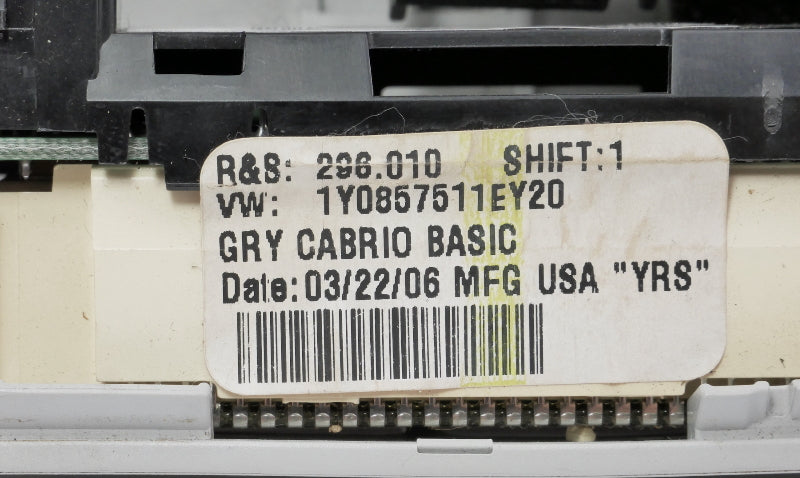 R&S: 296.010 SHIFT:1
VW: 1Y0857511EY20
GRY CABRIO BASIC
Date:03/22/06 MFG USA "YRS"